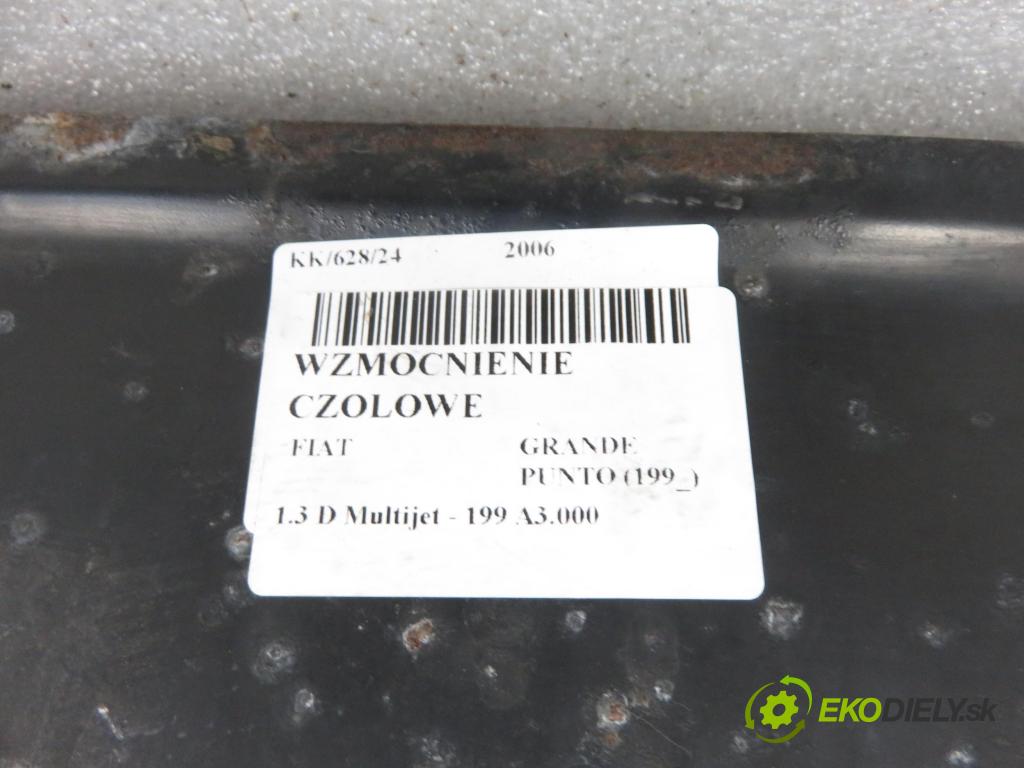 KK/628/24 2006
WZMOCNIENIE
CZOLOWE
FIAT GRANDE
PUNTO (199_)
1.3 D Multijet - 199 A3.000
EKODIELY.sk